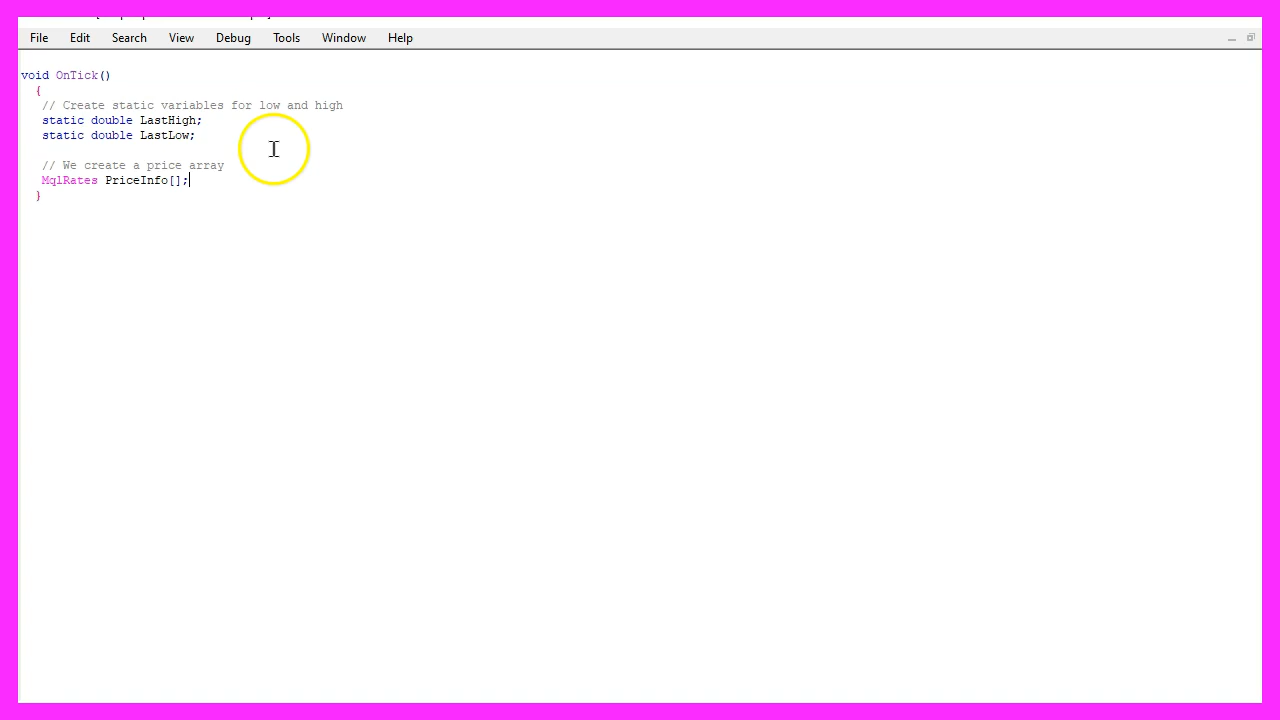 File Edit Search View Debug Tools Window Help
void OnTick()
{
// Create static variables for low and high
static double LastHigh;
static double LastLow;
// We create a price array
MqlRates PriceInfo[];
}